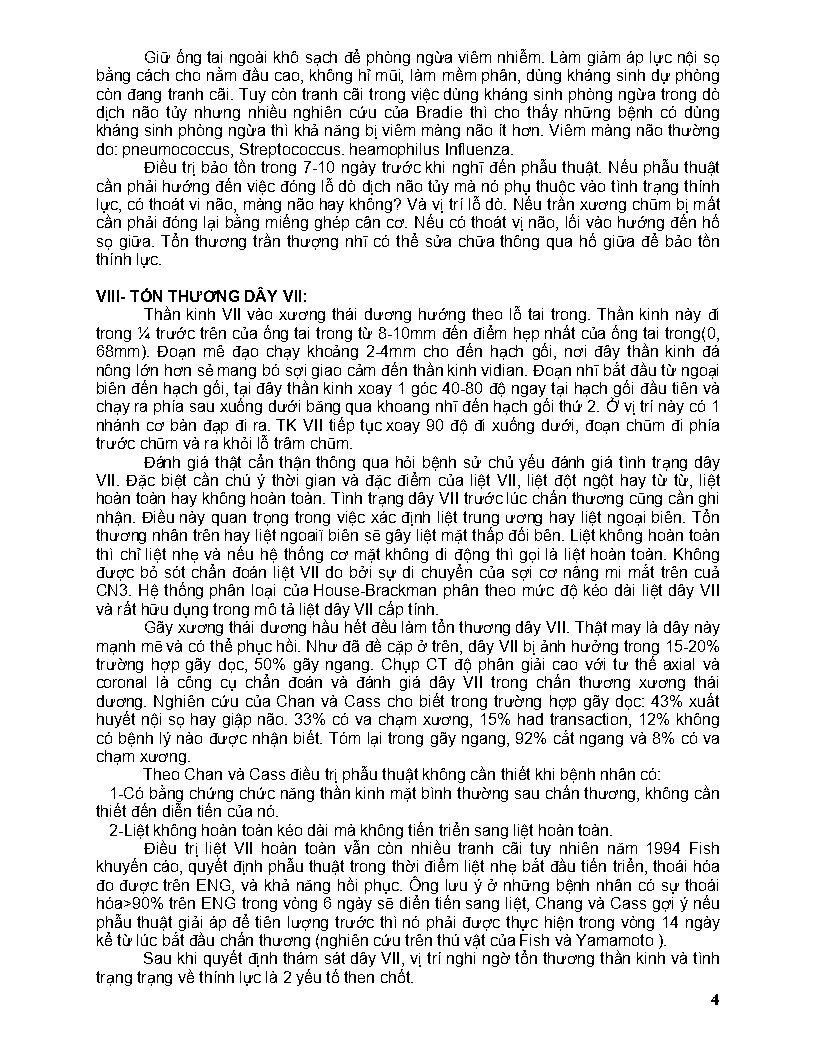 Giữ ống tai ngoài khô sạch để phòng ngừa viêm nhiễm. Làm giảm áp lực nội sọ
bằng cách cho nằm đầu cao, không hỉ mũi, làm mềm phân, dùng kháng sinh dự phòng
còn đang tranh cãi. Tuy còn tranh cãi trong việc dùng kháng sinh phòng ngừa trong dò
dịch não tủy nhưng nhiều nghiên cứu của Bradie thì cho thấy những bệnh có dùng
kháng sinh phòng ngừa thì khả năng bị viêm màng não ít hơn. Viêm màng não thường
do: pneumococcus, Streptococcus. heamophilus Influenza.
Điều trị bảo tồn trong 7-10 ngày trước khi nghĩ đến phẫu thuật. Nếu phẫu thuật
cần phải hướng đến việc đóng lỗ dò dịch não tủy mà nó phụ thuộc vào tình trạng thính
lực, có thoát vi não, màng não hay không? Và vị trí lỗ dò. Nếu trần xương chũm bị mất
cần phải đóng lại bằng miếng ghép cân cơ. Nếu có thoát vị não, lối vào hướng đến hố
sọ giữa. Tổn thương trần thượng nhĩ có thể sửa chữa thông qua hố giữa để bảo tồn
thính lực.
VIII- TỔN THƯƠNG DÂY VII:
Thần kinh VII vào xương thái dương hướng theo lỗ tai trong. Thần kinh này đi
trong ¼ trước trên của ống tai trong từ 8-10mm đến điểm hẹp nhất của ống tai trong(0,
68mm). Đoạn mê đạo chạy khoảng 2-4mm cho đến hạch gối, nơi đây thần kinh đá
nông lớn hơn sẻ mang bó sợi giao cảm đến thần kinh vidian. Đoạn nhĩ bắt đầu từ ngoại
biên đến hạch gối, tại đây thần kinh xoay 1 góc 40-80 độ ngay tại hạch gối đầu tiên và
chạy ra phía sau xuống dưới băng qua khoang nhĩ đến hạch gối thứ 2. Ở vị trí này có 1
nhánh cơ bàn đạp đi ra. TK VII tiếp tục xoay 90 độ đi xuống dưới, đoạn chũm đi phía
trước chũm và ra khỏi lỗ trâm chũm.
Đánh giá thật cẩn thận thông qua hỏi bệnh sử chủ yếu đánh giá tình trạng dây
VII. Đặc biệt cần chú ý thời gian và đặc điểm của liệt VII, liệt đột ngột hay từ từ, liệt
hoàn toàn hay không hoàn toàn. Tình trạng dây VII trước lúc chấn thương cũng cần ghi
nhận. Điều này quan trọng trong việc xác định liệt trung ương hay liệt ngoại biên. Tổn
thương nhân trên hay liệt ngoaiï biên sẽ gây liệt mặt thấp đối bên. Liệt không hoàn toàn
thì chỉ liệt nhẹ và nếu hệ thống cơ mặt không di động thì gọi là liệt hoàn toàn. Không
được bỏ sót chẩn đoán liệt VII do bởi sự di chuyển của sợi cơ nâng mi mắt trên cuả
CN3. Hệ thống phân loại của House-Brackman phân theo mức độ kéo dài liệt dây VII
và rất hữu dụng trong mô tả liệt dây VII cấp tính.
Gãy xương thái dương hầu hết đều làm tổn thương dây VII. Thật may là dây này
mạnh mẽ và có thể phục hồi. Như đã đề cặp ở trên, dây VII bị ảnh hưởng trong 15-20%
trường hợp gãy dọc, 50% gãy ngang. Chụp CT độ phân giải cao với tư thế axial và
coronal là công cụ chẩn đoán và đánh giá dây VII trong chấn thương xương thái
dương. Nghiên cứu của Chan và Cass cho biết trong trường hợp gãy dọc: 43% xuất
huyết nội sọ hay giập não. 33% có va chạm xương, 15% had transaction, 12% không
có bệnh lý nào được nhận biết. Tóm lại trong gãy ngang, 92% cắt ngang và 8% có va
chạm xương.
Theo Chan và Cass điều trị phẫu thuật không cần thiết khi bệnh nhân có:
1-Có bằng chứng chức năng thần kinh mặt bình thường sau chấn thương, không cần
thiết đến diễn tiến của nó.
2-Liệt không hoàn toàn kéo dài mà không tiến triển sang liệt hoàn toàn.
Điều trị liệt VII hoàn toàn vẫn còn nhiều tranh cãi tuy nhiên năm 1994 Fish
khuyến cáo, quyết định phẫu thuật trong thời điểm liệt nhẹ bắt đầu tiến triển, thoái hóa
đo được trên ENG, và khả năng hồi phục. Ông lưu ý ở những bệnh nhân có sự thoái
hóa>90% trên ENG trong vòng 6 ngày sẽ diển tiến sang liệt, Chang và Cass gợi ý nếu
phẫu thuật giải áp để tiên lượng trước thì nó phải được thực hiện trong vòng 14 ngày
kể từ lúc bắt đầu chấn thương (nghiên cứu trên thú vật của Fish và Yamamoto ).
Sau khi quyết định thám sát dây VII, vị trí nghi ngờ tổn thương thần kinh và tình
trạng trạng về thính lực là 2 yếu tố then chốt.
4